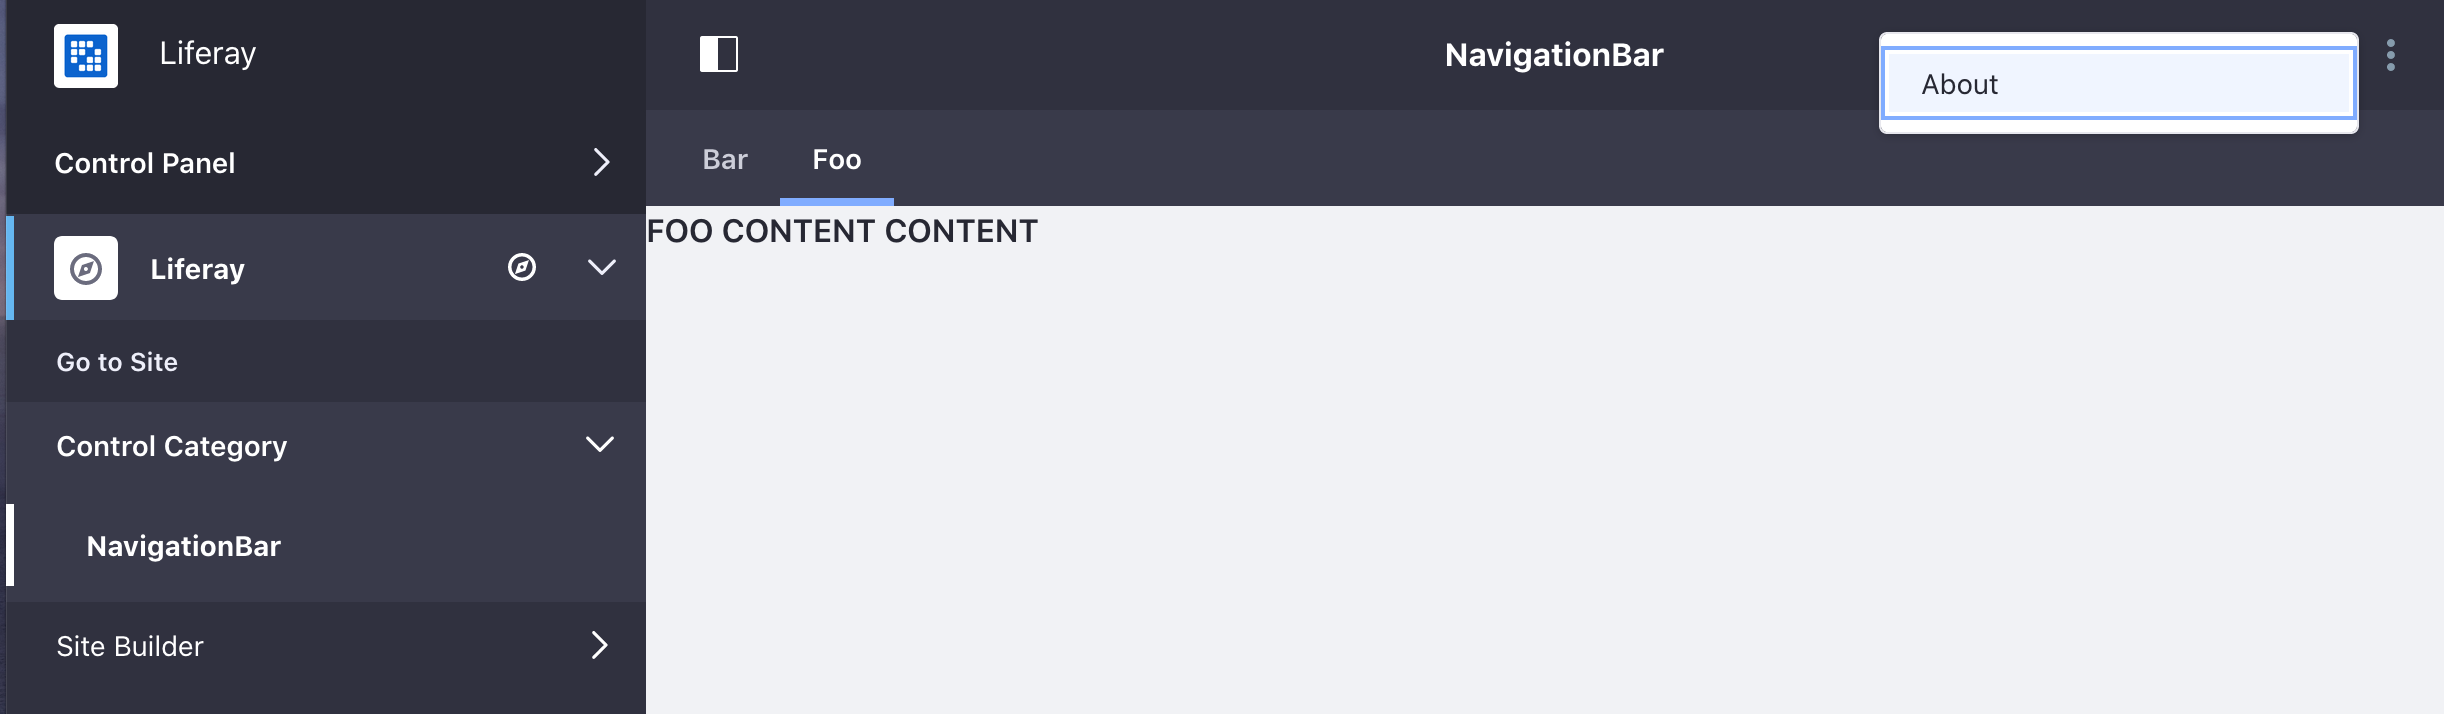 Liferay
Control Panel
Liferay
Go to Site
Control Category
NavigationBar
Site Builder
NavigationBar
About
Bar
Foo
FOO CONTENT CONTENT